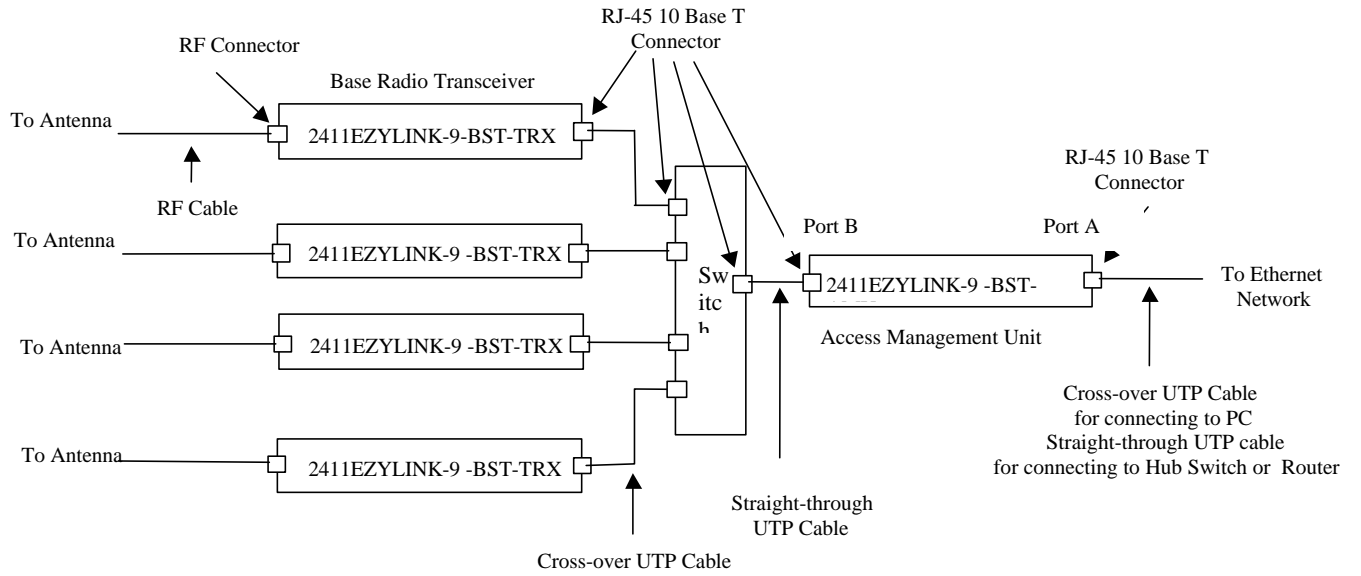 RJ-45 10 Base T
Connector
RF Connector
Base Radio Transceiver
To Antenna
2411EZYLINK-9-BST-TRX
RJ-45 10 Base T
Connector
RF Cable
To Antenna
2411EZYLINK-9 -BST-TRX
Port B
Port A
Sw
itc
h
2411EZYLINK-9 -BST-
To Ethernet
Network
To Antenna
2411EZYLINK-9 -BST-TRX
Access Management Unit
Cross-over UTP Cable
for connecting to PC
Straight-through UTP cable
for connecting to Hub Switch or Router
To Antenna
2411EZYLINK-9 -BST-TRX
Straight-through
UTP Cable
Cross-over UTP Cable